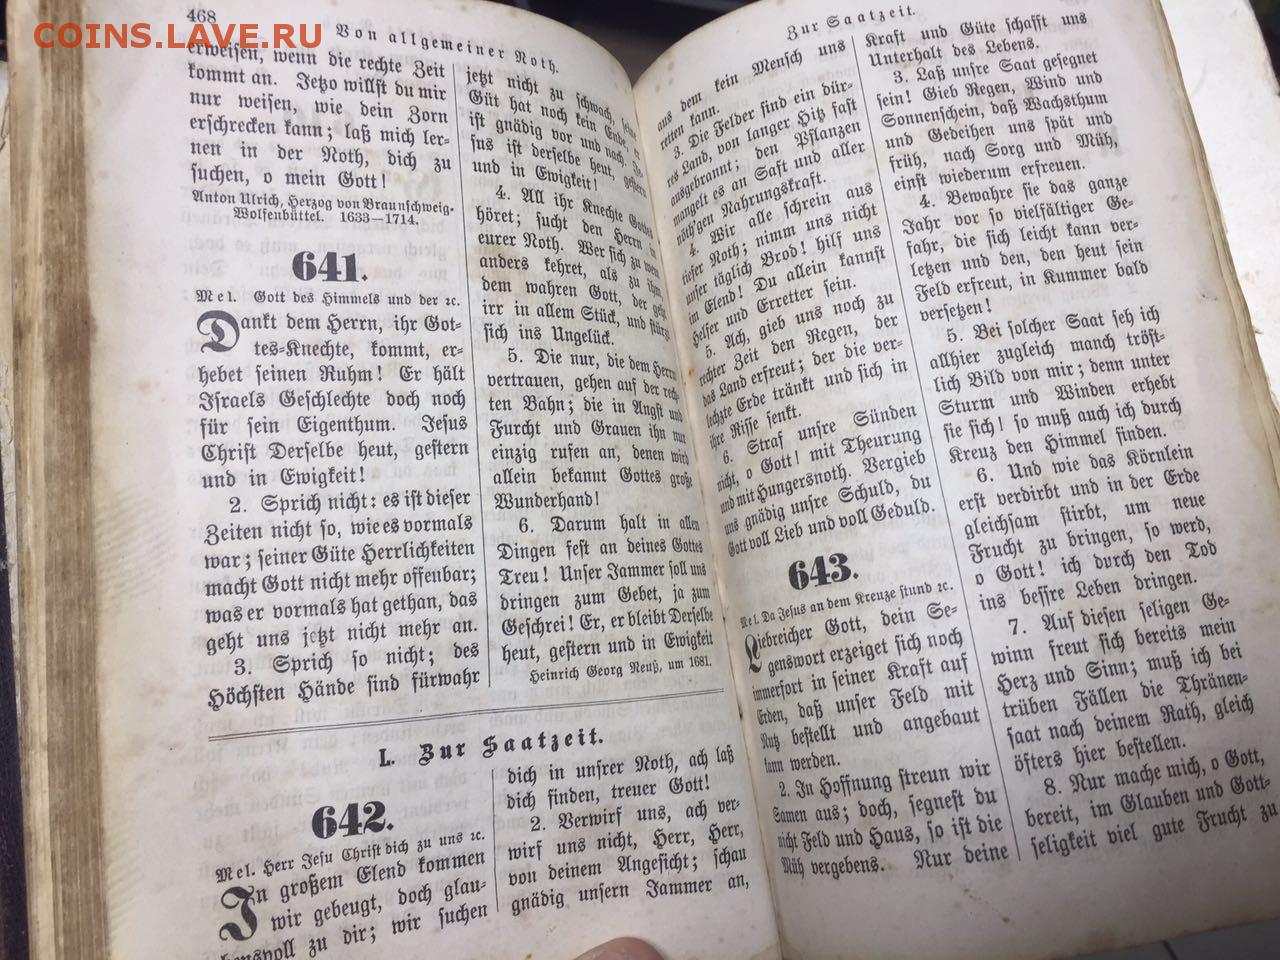 COINS.LAVE.RU
468
Von allgemeiner Noth.
erweisen, wenn die rechte Zeit
kommt an. Jetzo willst du mir
nur weisen, wie dein Zorn
erschrecken kann; laß mich ler-
nen in der Noth, dich zu
suchen, o mein Gott!
Anton Ulrich, Herzog von Braunschweig-
Wolfenbüttel. 1633—1714.
641.
Mel. Gott des Himmels und der ꝛc.
Dankt dem Herrn, ihr Got-
tes-Knechte, kommt, er-
hebet seinen Ruhm! Er hält
Israels Geschlechte doch noch
für sein Eigenthum. Jesus
Christ Derselbe heut, gestern
und in Ewigkeit!
2. Sprich nicht: es ist dieser
Zeiten nicht so, wie es vormals
war; seiner Güte Herrlichkeiten
macht Gott nicht mehr offenbar;
was er vormals hat gethan, das
geht uns jetzt nicht mehr an.
3. Sprich so nicht; des
Höchsten Hände sind fürwahr
jetzt nicht zu schwach, seine
Güt hat noch kein Ende, er
ist gnädig vor und nach. Je-
sus ist derselbe heut, gestern
und in Ewigkeit!
4. All ihr Knechte Gottes
höret; sucht den Herrn in
eurer Noth. Wer sich zu wem
anders kehret, als zu ihm,
dem wahren Gott, der geht
irr in allem Stück, und stürzt
sich ins Ungelück.
5. Die nur, die dem Herrn
vertrauen, gehen auf der rech-
ten Bahn; die in Angst und
Furcht und Grauen ihn nur
einzig rufen an, denen wird
allein bekannt Gottes große
Wunderhand!
6. Darum halt in allen
Dingen fest an deines Gottes
Treu! Unser Jammer soll uns
dringen zum Gebet, ja zum
Geschrei! Er, er bleibt Derselbe
heut, gestern und in Ewigkeit
Heinrich Georg Neuß, um 1681.
L. Zur Saatzeit.
642.
Mel. Herr Jesu Christ dich zu uns ꝛc.
In großem Elend kommen
wir gebeugt, doch glau-
bensvoll zu dir; wir suchen
dich in unsrer Noth, ach laß
dich finden, treuer Gott!
2. Verwirf uns, ach ver-
wirf uns nicht, Herr, Herr,
von deinem Angesicht; schau
gnädig unsern Jammer an,
Zur Saatzeit.
aus dem kein Mensch uns
retten kann.
3. Die Felder sind ein dür-
res Land, von langer Hitz fast
ausgebrannt; den Pflanzen
mangelt es an Saft und aller
nöth'gen Nahrungskraft.
4. Wir alle schrein aus
tiefer Noth; nimm uns nicht
unser täglich Brod! hilf uns
im Elend! Du allein kannst
Helfer und Erretter sein.
5. Ach, gieb uns noch zu
rechter Zeit den Regen, der
das Land erfreut; der die ver-
lechzte Erde tränkt und sich in
ihre Risse senkt.
6. Straf unsre Sünden
nicht, o Gott! mit Theurung
und mit Hungersnoth. Vergieb
uns gnädig unsre Schuld, du
Gott voll Lieb und voll Geduld.
643.
Mel. Da Jesus an dem Kreuze stund ꝛc.
Liebreicher Gott, dein Se-
genswort erzeiget sich noch
immerfort in seiner Kraft auf
Erden, daß unser Feld mit
Nutz bestellt und angebaut
kann werden.
2. In Hoffnung streun wir
Samen aus; doch, segnest du
nicht Feld und Haus, so ist die
Müh vergebens. Nur deine
Kraft und Güte schafft uns
Unterhalt des Lebens.
3. Laß unsre Saat gesegnet
sein! Gieb Regen, Wind und
Sonnenschein, daß Wachsthum
und Gedeihen uns spät und
früh, nach Sorg und Müh,
einst wiederum erfreuen.
4. Bewahre sie das ganze
Jahr vor so vielfältiger Ge-
fahr, die sich leicht kann ver-
letzen und den, den heut sein
Feld erfreut, in Kummer bald
versetzen!
5. Bei solcher Saat seh ich
allhier zugleich manch tröst-
lich Bild von mir; denn unter
Sturm und Winden erhebt
sie sich! so muß auch ich durch
Kreuz den Himmel finden.
6. Und wie das Körnlein
erst verdirbt und in der Erde
gleichsam stirbt, um neue
Frucht zu bringen, so werd,
o Gott! ich durch den Tod
ins beßre Leben dringen.
7. Auf diesen seligen Ge-
winn freut sich bereits mein
Herz und Sinn; muß ich bei
trüben Fällen die Thränen-
saat nach deinem Rath, gleich
öfters hier bestellen.
8. Nur mache mich, o Gott,
bereit, im Glauben und Gott-
seligkeit viel gute Frucht zu